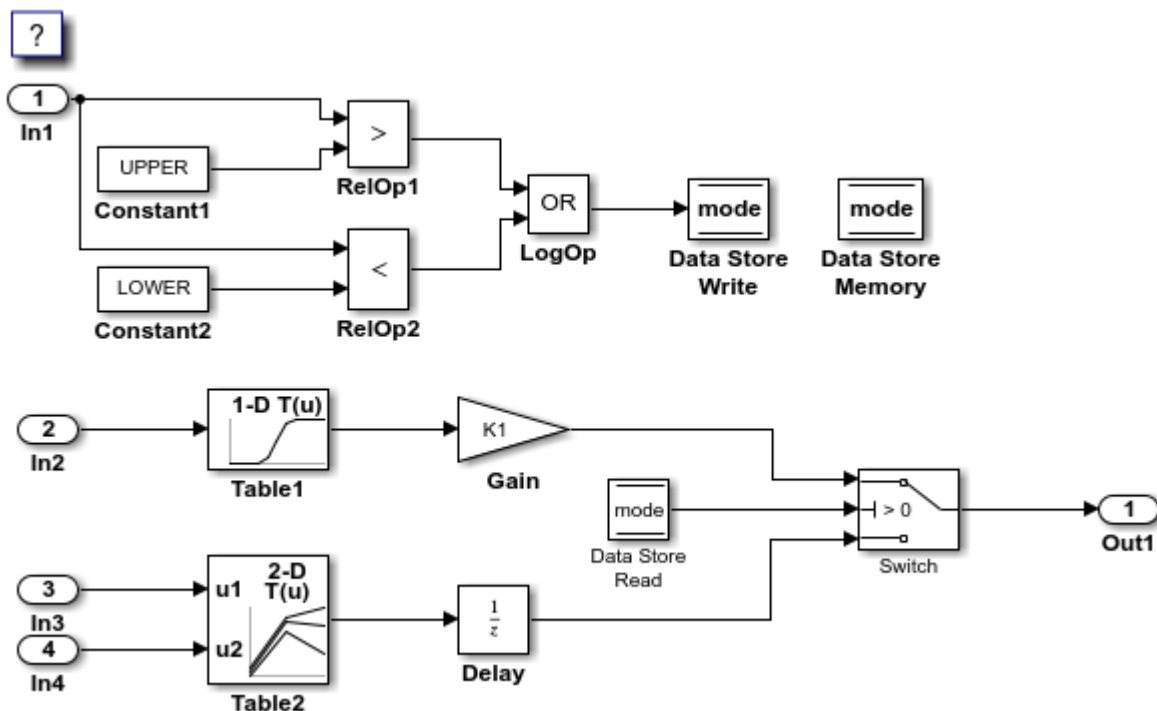 ?
1
In1
UPPER
Constant1
>
RelOp1
LOWER
Constant2
<
RelOp2
OR
LogOp
mode
Data Store
Write
mode
Data Store
Memory
2
In2
1-D T(u)
Table1
K1
Gain
mode
Data Store
Read
> 0
Switch
1
Out1
3
In3
4
In4
u1
u2
2-D
T(u)
Table2
1
z
Delay